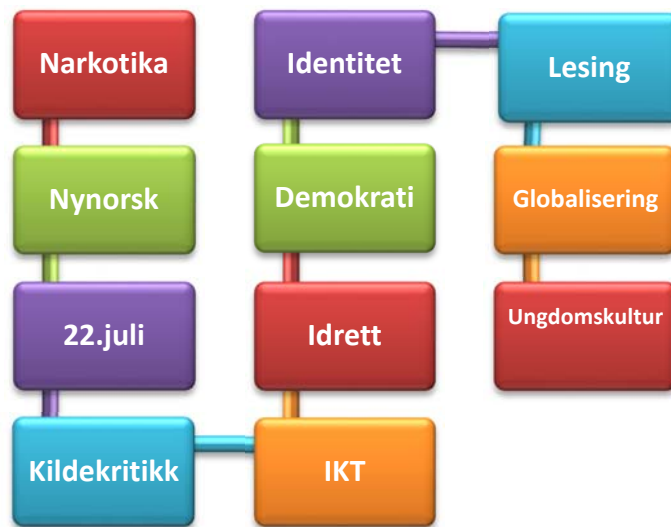 Narkotika
Nynorsk
22.juli
Kildekritikk
IKT
Idrett
Demokrati
Identitet
Lesing
Globalisering
Ungdomskultur